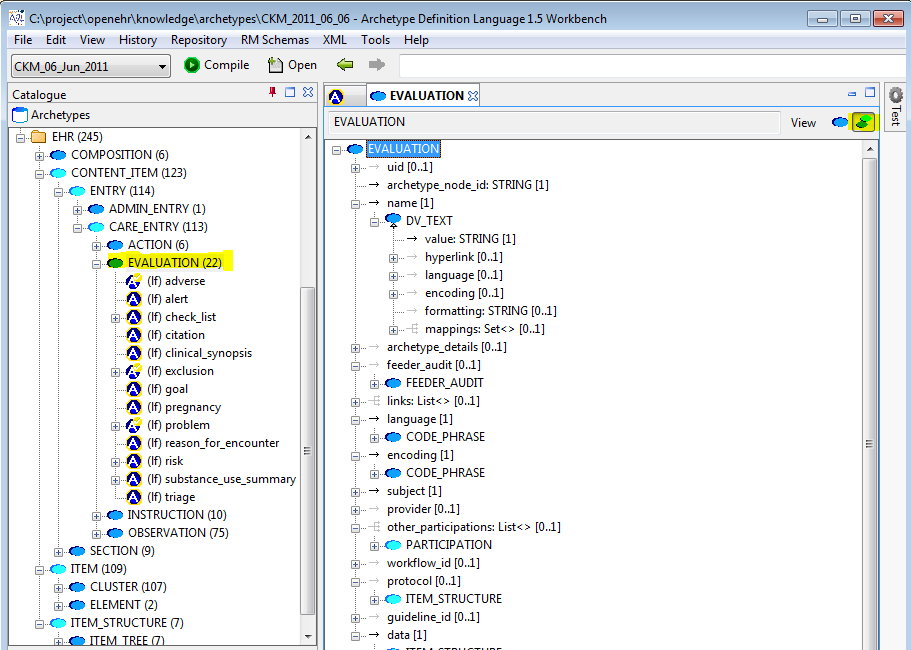 C:\project\openehr\knowledge\archetypes\CKM_2011_06_06 - Archetype Definition Language 1.5 Workbench
File Edit View History Repository RM Schemas XML Tools Help
CKM_06_Jun_2011 Compile Open
Catalogue
Archetypes
EHR (245)
COMPOSITION (6)
CONTENT_ITEM (123)
ENTRY (114)
ADMIN_ENTRY (1)
CARE_ENTRY (113)
ACTION (6)
EVALUATION (22)
(lf) adverse
(lf) alert
(lf) check_list
(lf) citation
(lf) clinical_synopsis
(lf) exclusion
(lf) goal
(lf) pregnancy
(lf) problem
(lf) reason_for_encounter
(lf) risk
(lf) substance_use_summary
(lf) triage
INSTRUCTION (10)
OBSERVATION (75)
SECTION (9)
ITEM (109)
CLUSTER (107)
ELEMENT (2)
ITEM_STRUCTURE (7)
ITEM_TREE (7)
EVALUATION
EVALUATION View
Test
EVALUATION
uid [0..1]
archetype_node_id: STRING [1]
name [1]
DV_TEXT
value: STRING [1]
hyperlink [0..1]
language [0..1]
encoding [0..1]
formatting: STRING [0..1]
mappings: Set<> [0..1]
archetype_details [0..1]
feeder_audit [0..1]
FEEDER_AUDIT
links: List<> [0..1]
language [1]
CODE_PHRASE
encoding [1]
CODE_PHRASE
subject [1]
provider [0..1]
other_participations: List<> [0..1]
PARTICIPATION
workflow_id [0..1]
protocol [0..1]
ITEM_STRUCTURE
guideline_id [0..1]
data [1]
ITEM_STRUCTURE